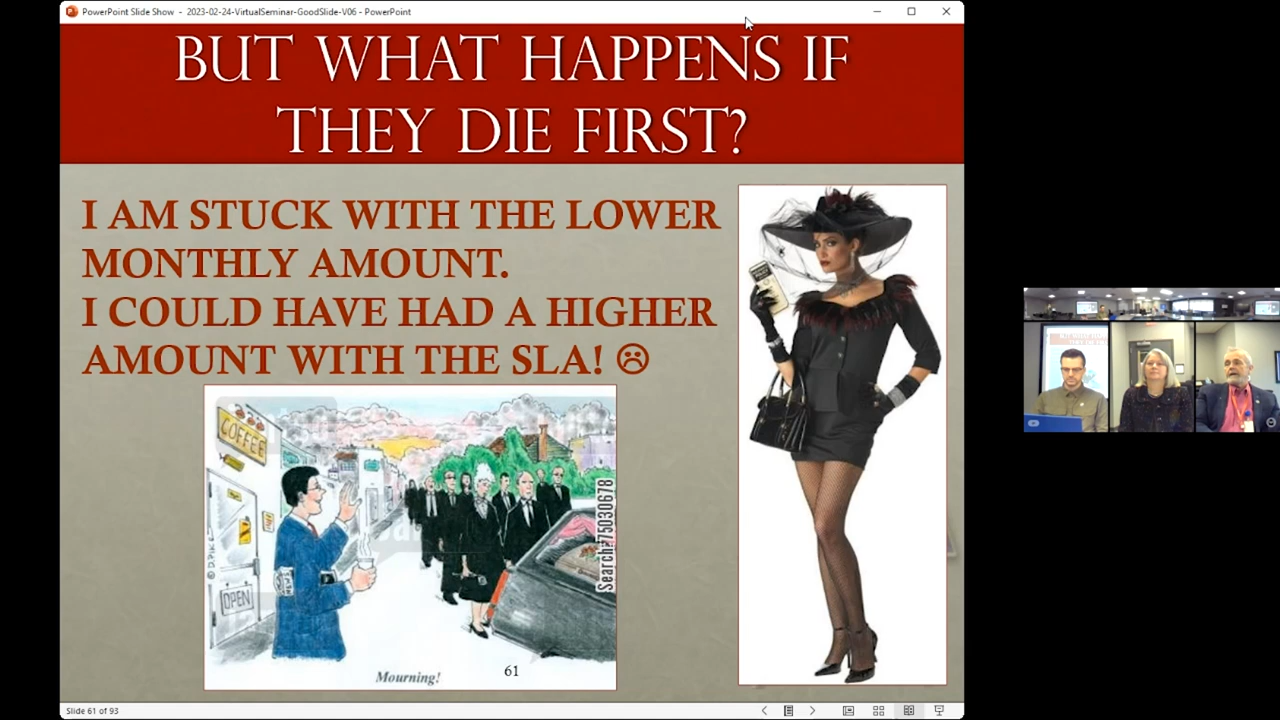 PowerPoint Slide Show - 2023-02-24-VirtualSeminar-GoodSlide-V06 - PowerPoint
BUT WHAT HAPPENS IF
THEY DIE FIRST?
I AM STUCK WITH THE LOWER
MONTHLY AMOUNT.
I COULD HAVE HAD A HIGHER
AMOUNT WITH THE SLA! ☹
COFFEE
OPEN
© D.PIKE
Search: 75030678
Mourning!
61
Slide 61 of 93